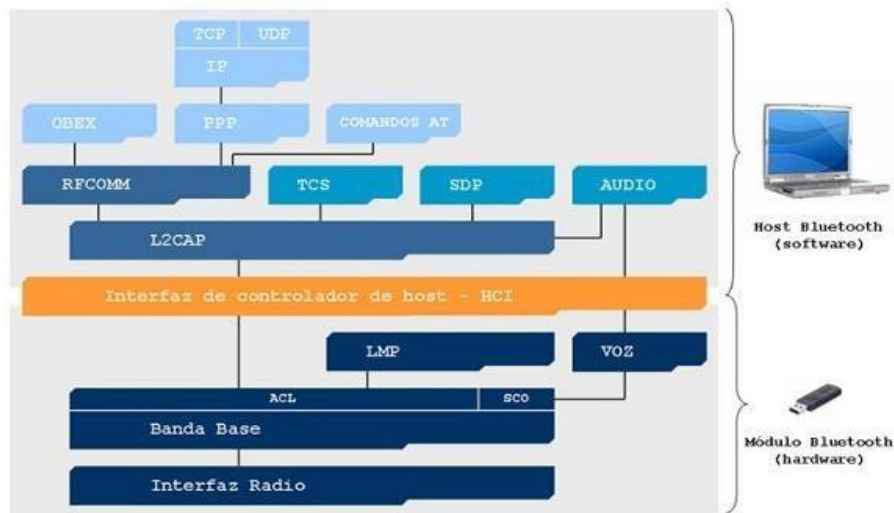 TCP UDP
IP
OBEX PPP COMANDOS AT
RFCOMM TCS SDP AUDIO
L2CAP
Host Bluetooth
(software)
Interfaz de controlador de host - HCI
LMP VOZ
ACL SCO
Banda Base
Módulo Bluetooth
(hardware)
Interfaz Radio